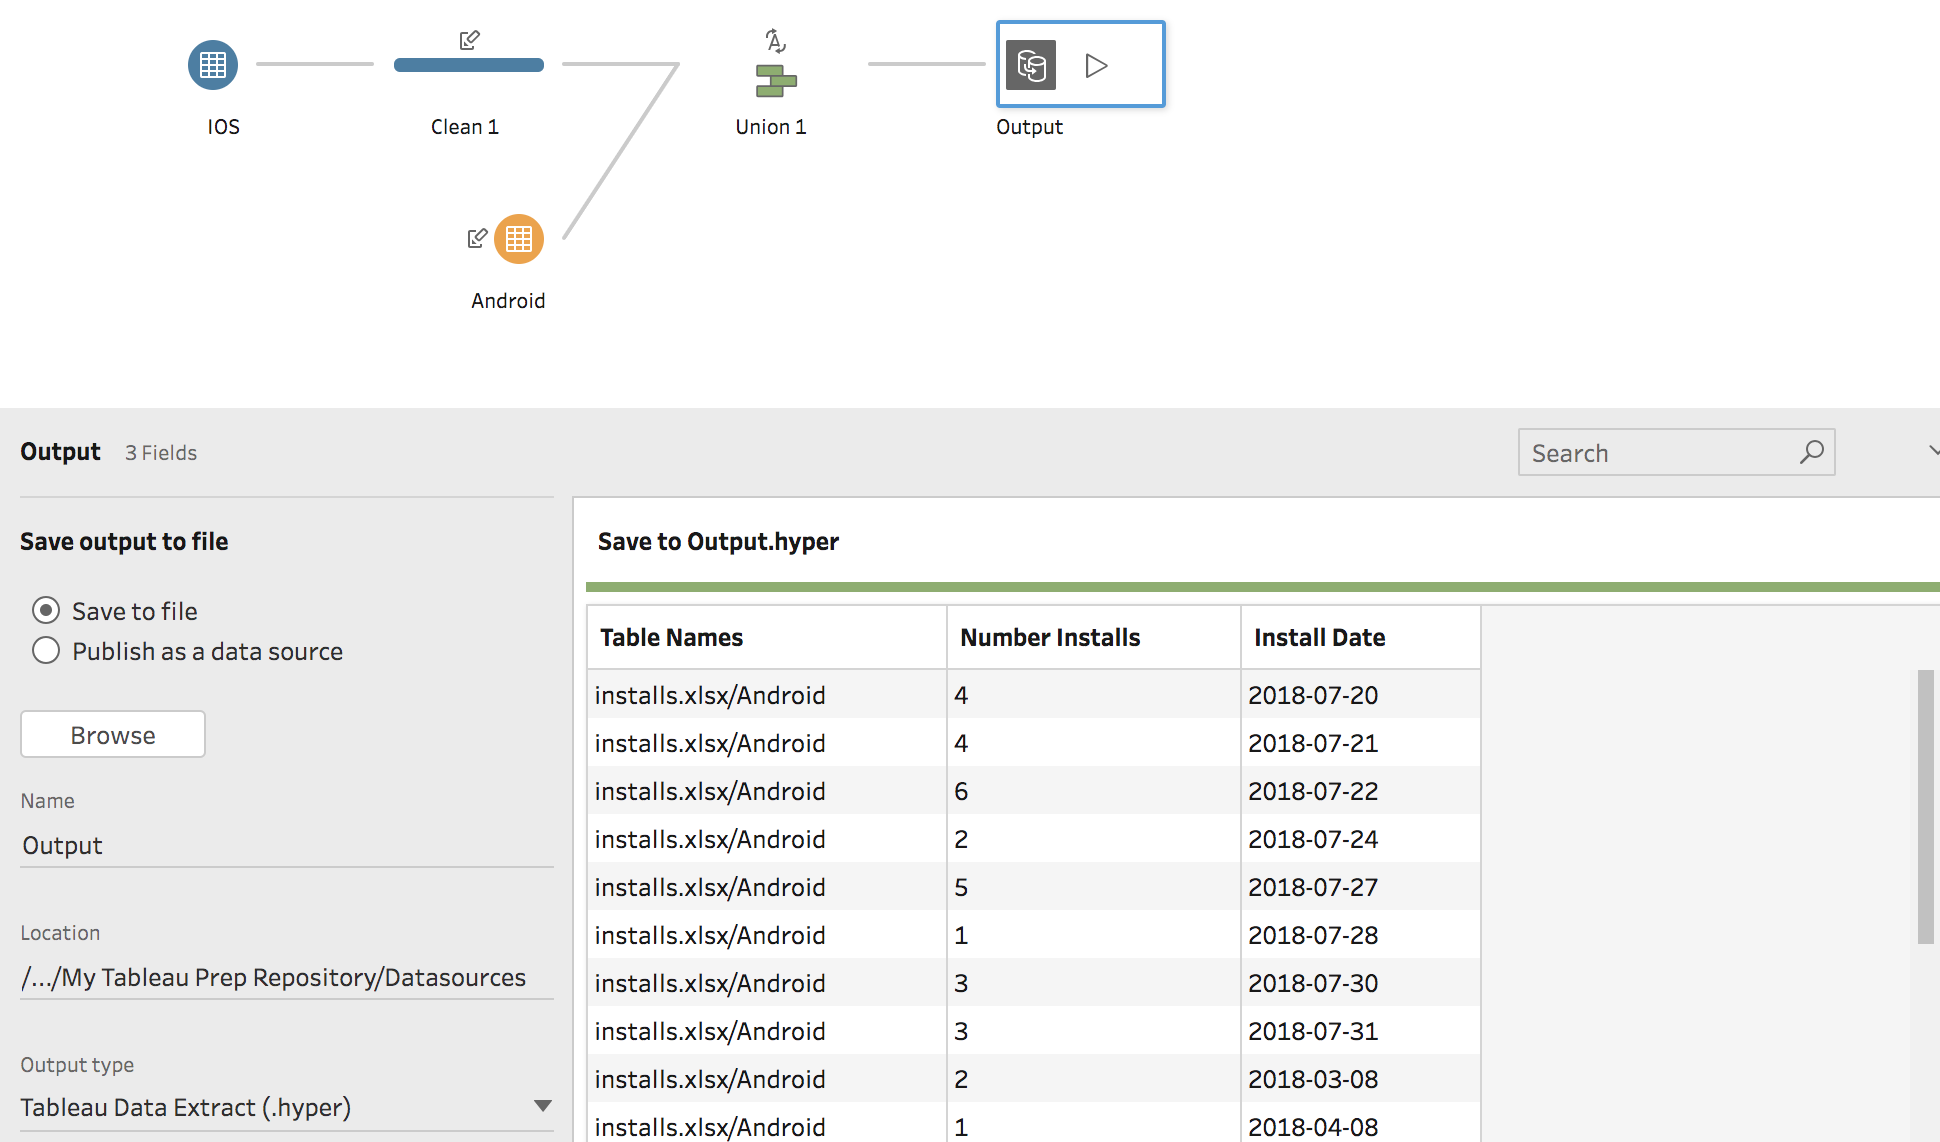 IOS
Clean 1
Union 1
Output
Android
Output 3 Fields
Search
Save output to file
Save to file
Publish as a data source
Browse
Name
Output
Location
/.../My Tableau Prep Repository/Datasources
Output type
Tableau Data Extract (.hyper)
Save to Output.hyper
Table Names Number Installs Install Date
installs.xlsx/Android 4 2018-07-20
installs.xlsx/Android 4 2018-07-21
installs.xlsx/Android 6 2018-07-22
installs.xlsx/Android 2 2018-07-24
installs.xlsx/Android 5 2018-07-27
installs.xlsx/Android 1 2018-07-28
installs.xlsx/Android 3 2018-07-30
installs.xlsx/Android 3 2018-07-31
installs.xlsx/Android 2 2018-03-08
installs.xlsx/Android 1 2018-04-08